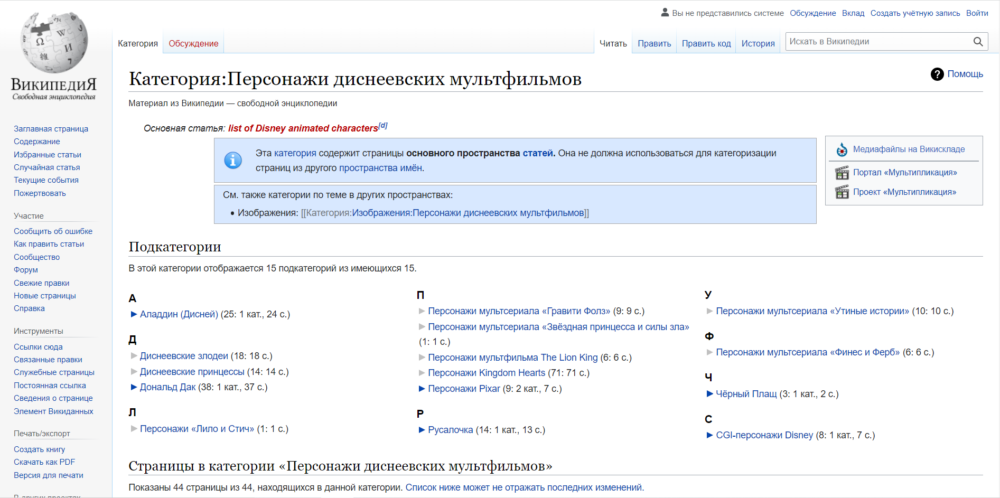 Вы не представились системе Обсуждение Вклад Создать учётную запись Войти
Категория Обсуждение Читать Править Править код История Искать в Википедии
ВикипедиЯ
Свободная энциклопедия
Заглавная страница
Содержание
Избранные статьи
Случайная статья
Текущие события
Пожертвовать
Участие
Сообщить об ошибке
Как править статьи
Сообщество
Форум
Свежие правки
Новые страницы
Справка
Инструменты
Ссылки сюда
Связанные правки
Служебные страницы
Постоянная ссылка
Сведения о странице
Элемент Викиданных
Печать/экспорт
Создать книгу
Скачать как PDF
Версия для печати
В других проектах
Категория:Персонажи диснеевских мультфильмов
Помощь
Материал из Википедии — свободной энциклопедии
Основная статья: list of Disney animated characters[d]
Эта категория содержит страницы основного пространства статей. Она не должна использоваться для категоризации
страниц из другого пространства имён.
См. также категории по теме в других пространствах:
• Изображения: [[Категория:Изображения:Персонажи диснеевских мультфильмов]]
Медиафайлы на Викискладе
Портал «Мультипликация»
Проект «Мультипликация»
Подкатегории
В этой категории отображается 15 подкатегорий из имеющихся 15.
А
► Аладдин (Дисней) (25: 1 кат., 24 с.)
Д
► Диснеевские злодеи (18: 18 с.)
► Диснеевские принцессы (14: 14 с.)
► Дональд Дак (38: 1 кат., 37 с.)
Л
► Персонажи «Лило и Стич» (1: 1 с.)
П
► Персонажи мультсериала «Гравити Фолз» (9: 9 с.)
► Персонажи мультсериала «Звёздная принцесса и силы зла»
(1: 1 с.)
► Персонажи мультфильма The Lion King (6: 6 с.)
► Персонажи Kingdom Hearts (71: 71 с.)
► Персонажи Pixar (9: 2 кат., 7 с.)
Р
► Русалочка (14: 1 кат., 13 с.)
У
► Персонажи мультсериала «Утиные истории» (10: 10 с.)
Ф
► Персонажи мультсериала «Финес и Ферб» (6: 6 с.)
Ч
► Чёрный Плащ (3: 1 кат., 2 с.)
C
► CGI-персонажи Disney (8: 1 кат., 7 с.)
Страницы в категории «Персонажи диснеевских мультфильмов»
Показаны 44 страницы из 44, находящихся в данной категории. Список ниже может не отражать последних изменений.